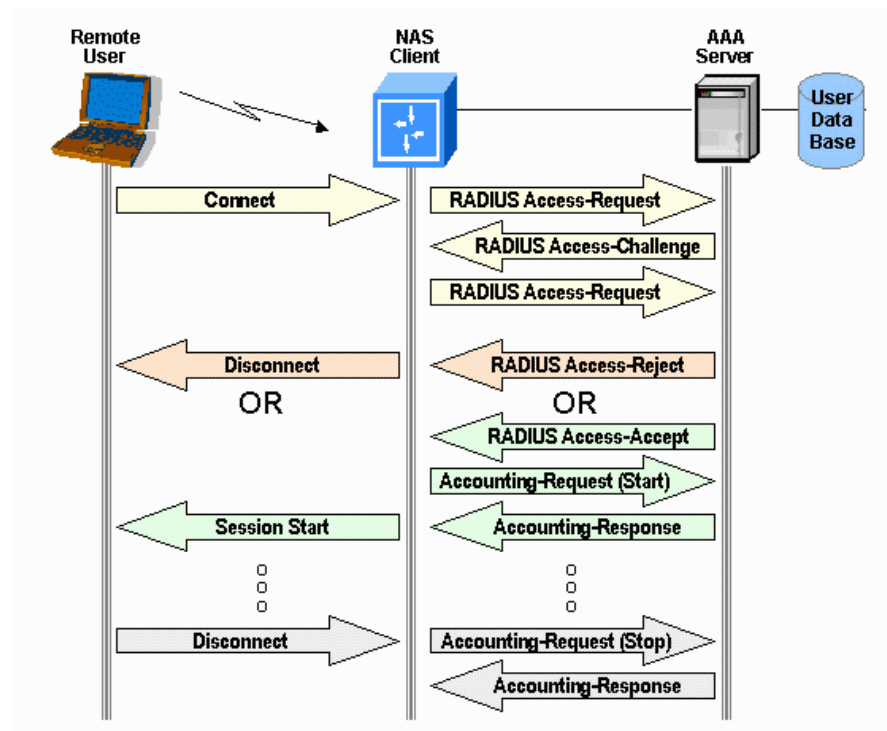 Remote
User
NAS
Client
AAA
Server
User
Data
Base
Connect
RADIUS Access-Request
RADIUS Access-Challenge
RADIUS Access-Request
Disconnect
RADIUS Access-Reject
OR
OR
RADIUS Access-Accept
Accounting-Request (Start)
Session Start
Accounting-Response
Disconnect
Accounting-Request (Stop)
Accounting-Response